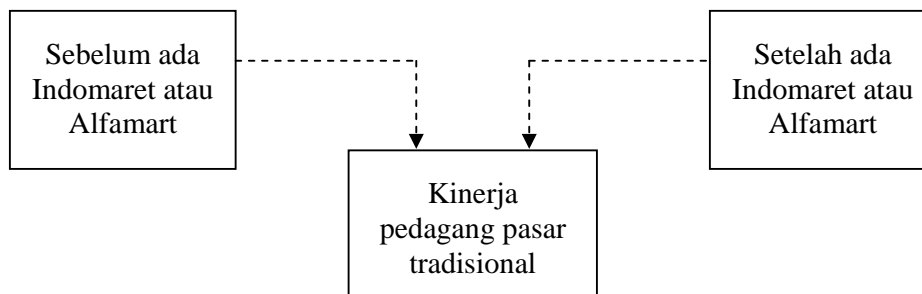 Sebelum ada
Indomaret atau
Alfamart
Setelah ada
Indomaret atau
Alfamart
Kinerja
pedagang pasar
tradisional